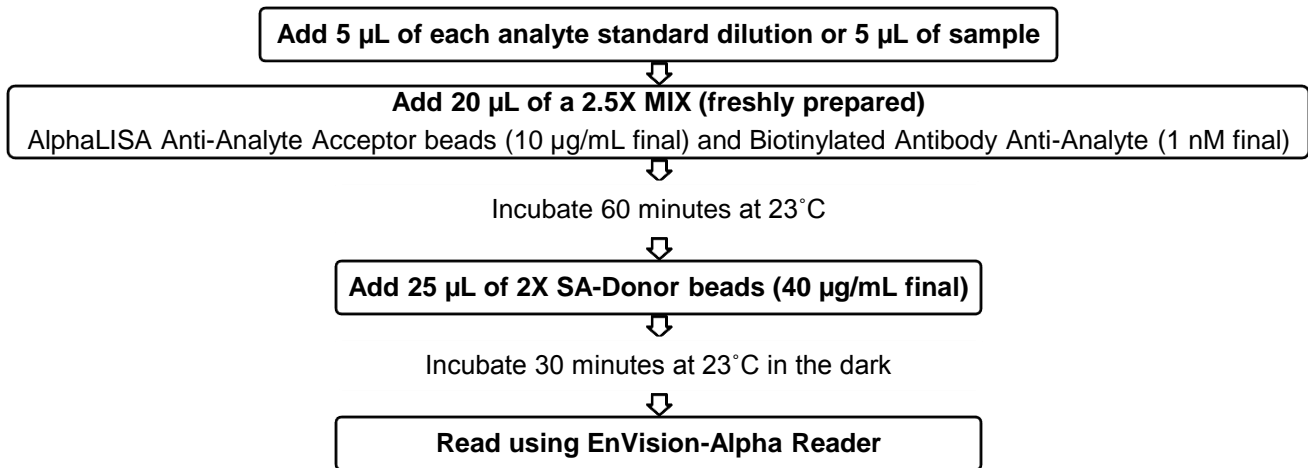 Add 5 µL of each analyte standard dilution or 5 µL of sample
Add 20 µL of a 2.5X MIX (freshly prepared)
AlphaLISA Anti-Analyte Acceptor beads (10 µg/mL final) and Biotinylated Antibody Anti-Analyte (1 nM final)
Incubate 60 minutes at 23˚C
Add 25 µL of 2X SA-Donor beads (40 µg/mL final)
Incubate 30 minutes at 23˚C in the dark
Read using EnVision-Alpha Reader